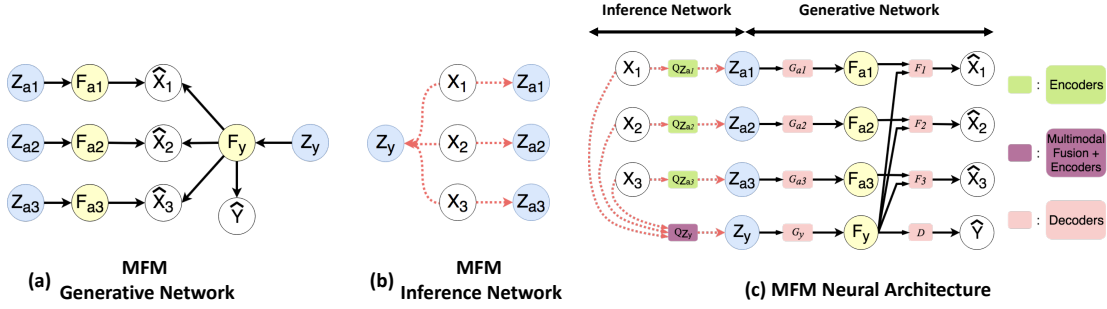 Inference Network
Generative Network
Z_a1 F_a1 X̂_1
Z_a2 F_a2 X̂_2 F_y Z_y
Z_a3 F_a3 X̂_3
Ŷ
(a) MFM
Generative Network
X_1 Z_a1
Z_y X_2 Z_a2
X_3 Z_a3
(b) MFM
Inference Network
X_1 Q_Za1 Z_a1 G_a1 F_a1 F_1 X̂_1
X_2 Q_Za2 Z_a2 G_a2 F_a2 F_2 X̂_2
X_3 Q_Za3 Z_a3 G_a3 F_a3 F_3 X̂_3
Q_Zy Z_y G_y F_y D Ŷ
(c) MFM Neural Architecture
: Encoders
: Multimodal
Fusion +
Encoders
: Decoders